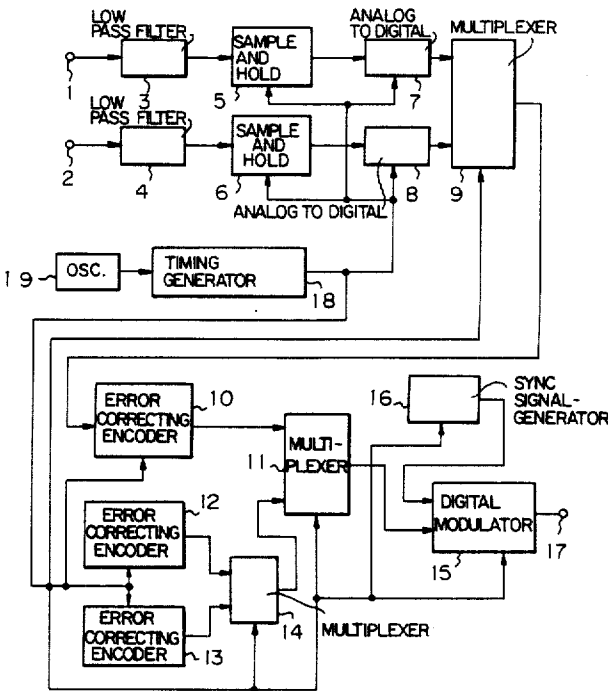 LOW
PASS FILTER
ANALOG
TO DIGITAL
MULTIPLEXER
SAMPLE
AND
HOLD
1
3
5
7
LOW
PASS FILTER
SAMPLE
AND
HOLD
2
4
6
8
9
ANALOG TO DIGITAL
19
OSC.
TIMING
GENERATOR
18
ERROR
CORRECTING
ENCODER
10
16
SYNC
SIGNAL-
GENERATOR
MULTI-
PLEXER
11
12
ERROR
CORRECTING
ENCODER
DIGITAL
MODULATOR
15
17
ERROR
CORRECTING
ENCODER
13
14
MULTIPLEXER